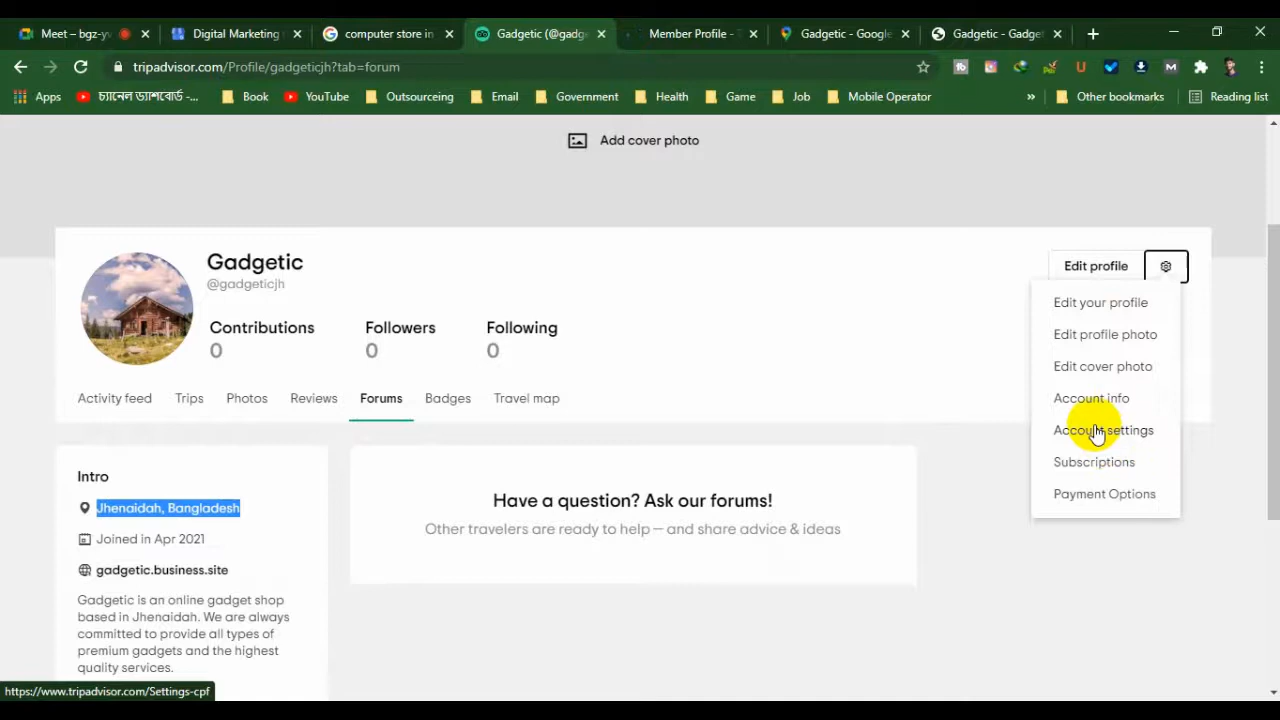 Meet – bgz-yv
Digital Marketing
computer store in
Gadgetic (@gadg
Member Profile - T
Gadgetic - Google
Gadgetic - Gadget
tripadvisor.com/Profile/gadgeticjh?tab=forum
Apps
চ্যানেল ড্যাশবোর্ড -...
Book
YouTube
Outsourceing
Email
Government
Health
Game
Job
Mobile Operator
»
Other bookmarks
Reading list
Add cover photo
Gadgetic
@gadgeticjh
Edit profile
Contributions Followers Following
0 0 0
Activity feed Trips Photos Reviews Forums Badges Travel map
Edit your profile
Edit profile photo
Edit cover photo
Account info
Account settings
Subscriptions
Payment Options
Intro
Jhenaidah, Bangladesh
Joined in Apr 2021
gadgetic.business.site
Gadgetic is an online gadget shop
based in Jhenaidah. We are always
committed to provide all types of
premium gadgets and the highest
quality services.
Have a question? Ask our forums!
Other travelers are ready to help — and share advice & ideas
https://www.tripadvisor.com/Settings-cpf